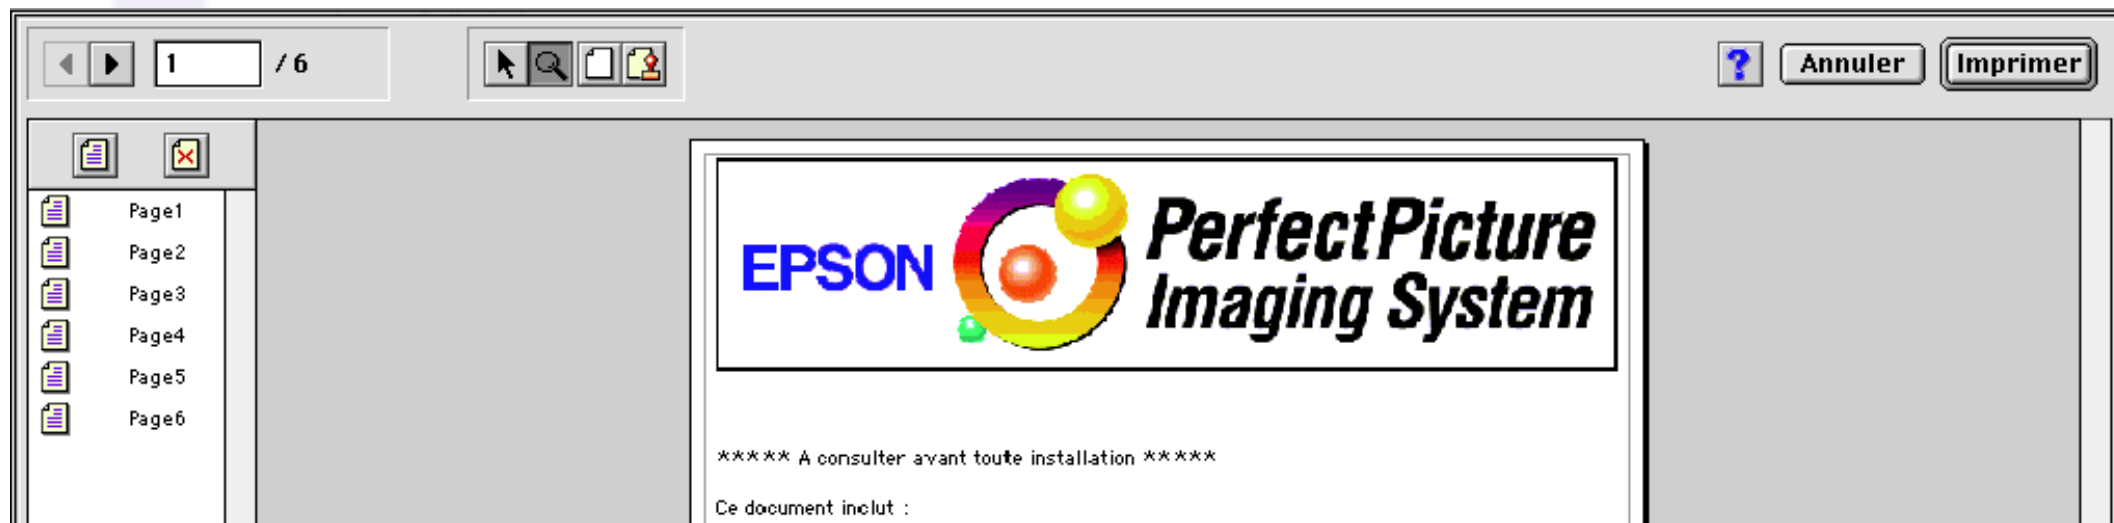 1 / 6
? Annuler Imprimer
Page1
Page2
Page3
Page4
Page5
Page6
EPSON PerfectPicture
Imaging System
***** A consulter avant toute installation *****
Ce document inclut :